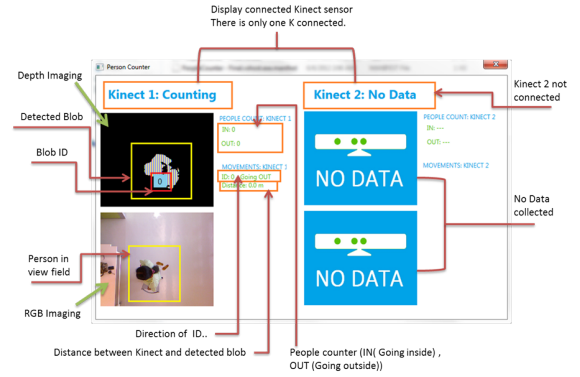 Display connected Kinect sensor
There is only one K connected.
Person Counter
Depth Imaging
Kinect 1: Counting
Kinect 2: No Data
Kinect 2 not
connected
Detected Blob
PEOPLE COUNT: KINECT 1
IN: 0
OUT: 0
PEOPLE COUNT: KINECT 2
IN: ---
OUT: ---
Blob ID
MOVEMENTS: KINECT 1
ID: 0 - Going OUT
Distance: 0,0 m
MOVEMENTS: KINECT 2
0
NO DATA
No Data
collected
Person in
view field
NO DATA
RGB Imaging
Direction of ID..
Distance between Kinect and detected blob
People counter (IN( Going inside) ,
OUT (Going outside))